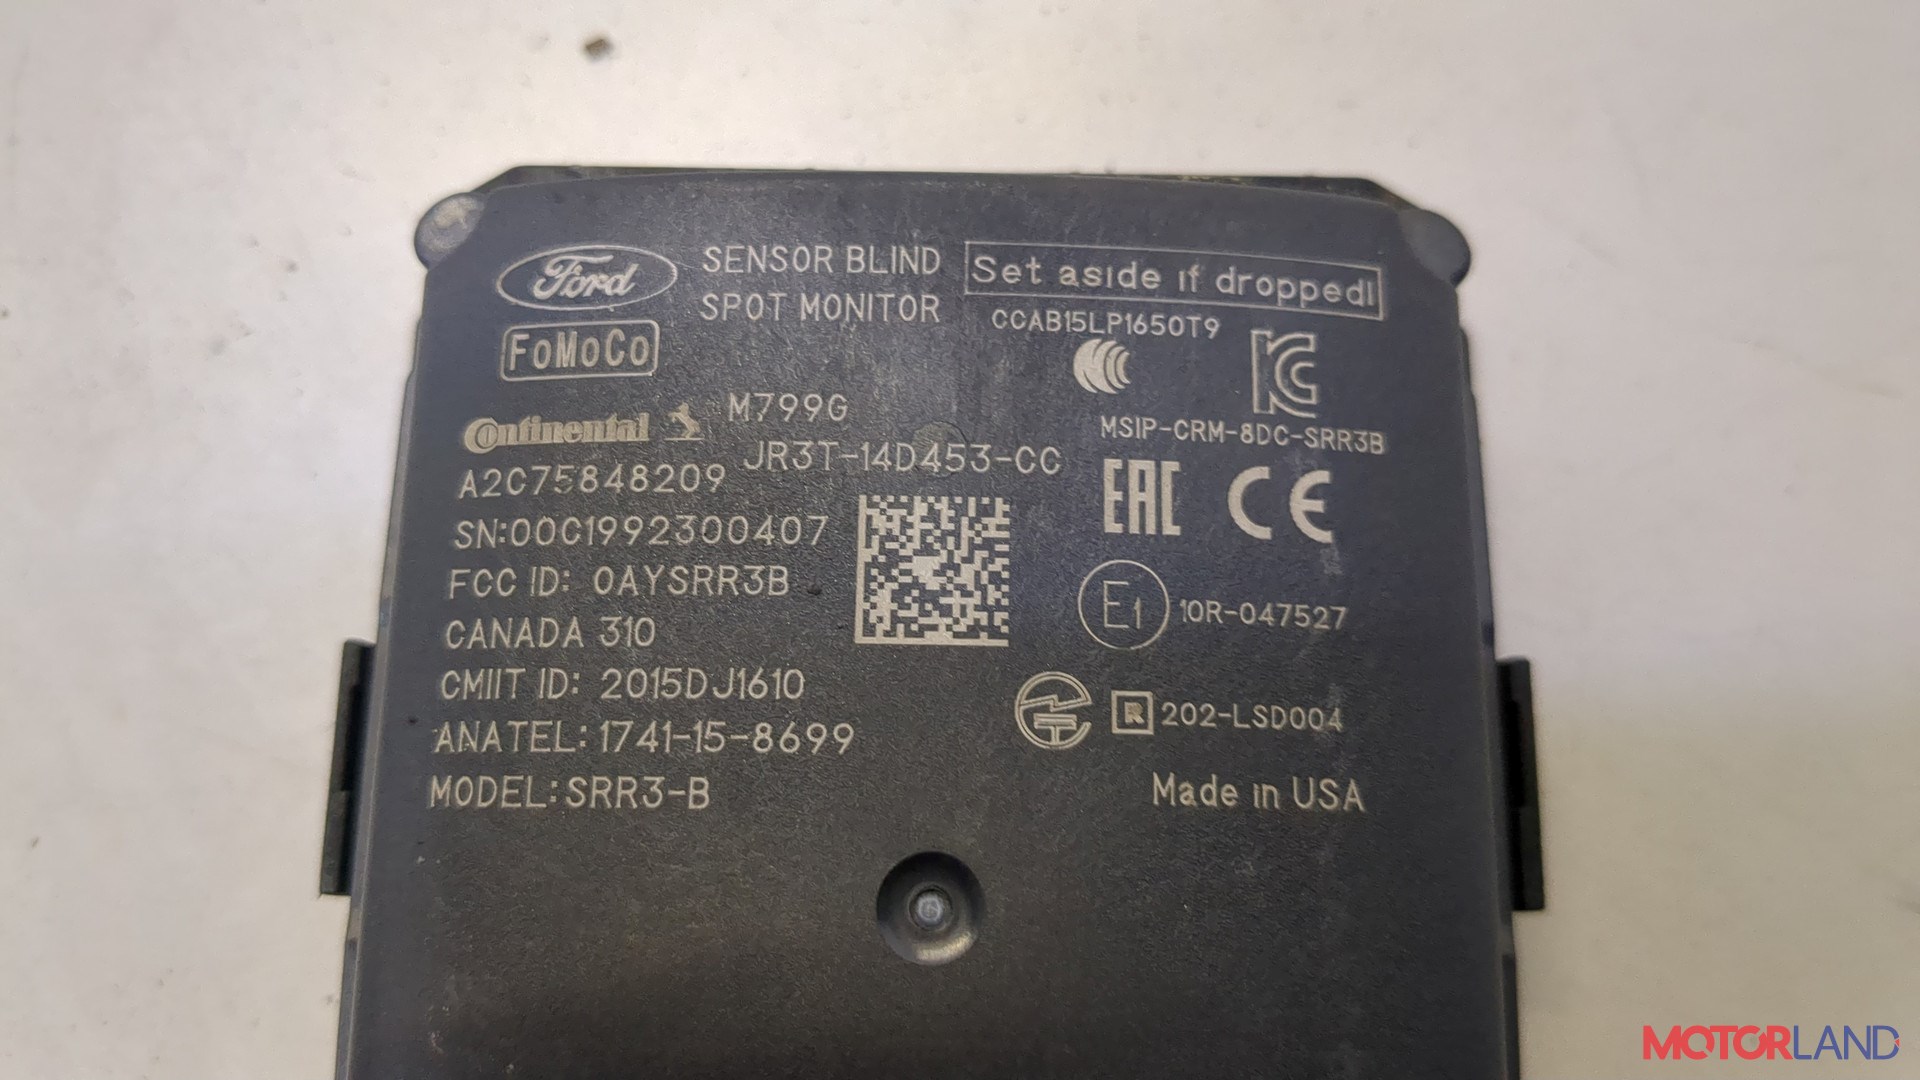 Ford
SENSOR BLIND
SPOT MONITOR
Set aside if dropped!
FoMoCo
CCAB15LP1650T9
Continental
M799G
MSIP-CRM-8DC-SRR3B
A2C75848209
JR3T-14D453-CC
EAC CE
SN:00C1992300407
FCC ID: OAYSRR3B
E1 10R-047527
CANADA 310
CMIIT ID: 2015DJ1610
R 202-LSD004
ANATEL: 1741-15-8699
MODEL:SRR3-B
Made in USA
MOTORLAND